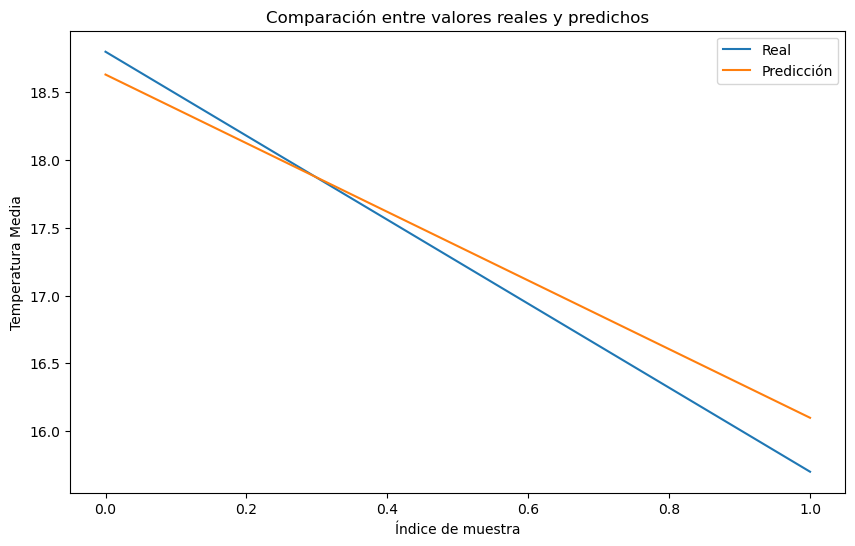 Comparación entre valores reales y predichos
Real
Predicción
Temperatura Media
18.5
18.0
17.5
17.0
16.5
16.0
0.0 0.2 0.4 0.6 0.8 1.0
Índice de muestra